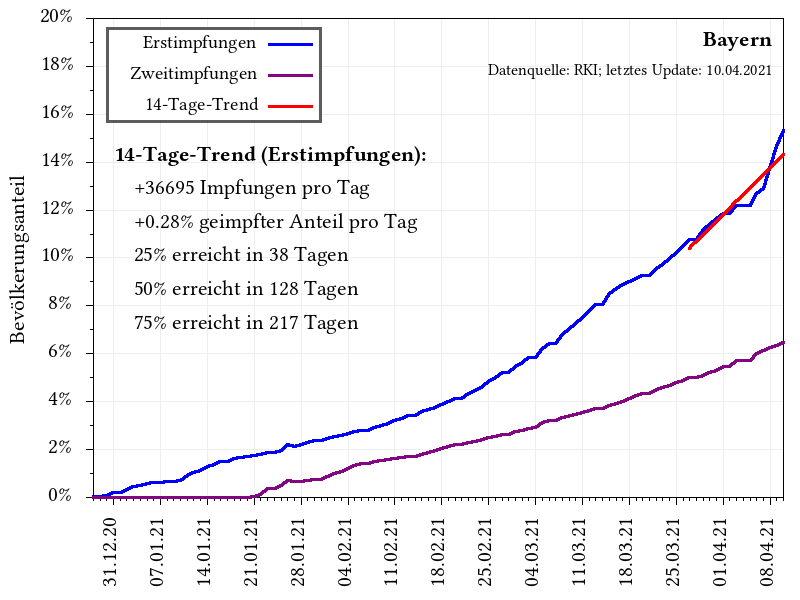 20%
18%
16%
14%
12%
10%
8%
6%
4%
2%
0%
Bevölkerungsanteil
Erstimpfungen
Zweitimpfungen
14-Tage-Trend
Bayern
Datenquelle: RKI; letztes Update: 10.04.2021
14-Tage-Trend (Erstimpfungen):
+36695 Impfungen pro Tag
+0.28% geimpfter Anteil pro Tag
25% erreicht in 38 Tagen
50% erreicht in 128 Tagen
75% erreicht in 217 Tagen
31.12.20
07.01.21
14.01.21
21.01.21
28.01.21
04.02.21
11.02.21
18.02.21
25.02.21
04.03.21
11.03.21
18.03.21
25.03.21
01.04.21
08.04.21